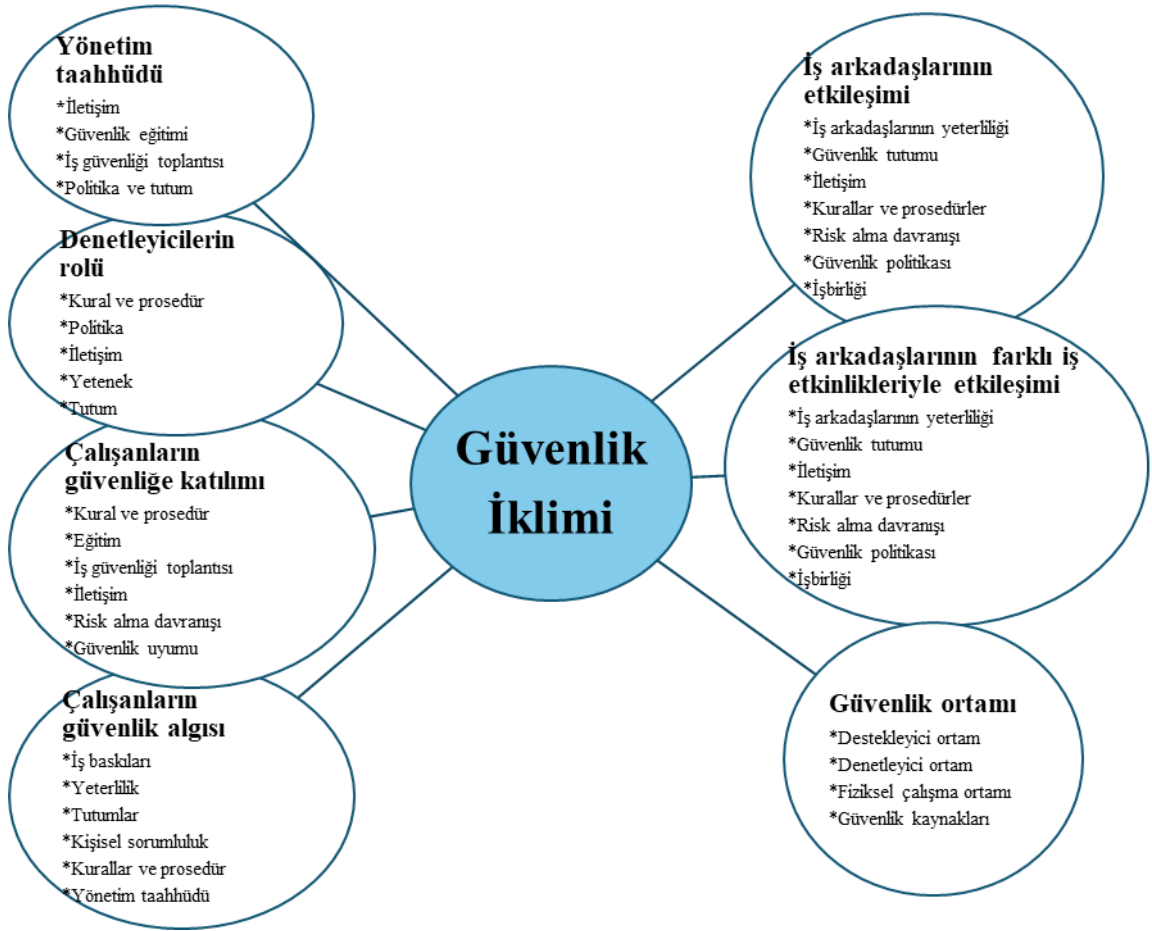 Yönetim
taahhüdü
*İletişim
*Güvenlik eğitimi
*İş güvenliği toplantısı
*Politika ve tutum
Denetleyicilerin
rolü
*Kural ve prosedür
*Politika
*İletişim
*Yetenek
*Tutum
Çalışanların
güvenliğe katılımı
*Kural ve prosedür
*Eğitim
*İş güvenliği toplantısı
*İletişim
*Risk alma davranışı
*Güvenlik uyumu
Çalışanların
güvenlik algısı
*İş baskıları
*Yeterlilik
*Tutumlar
*Kişisel sorumluluk
*Kurallar ve prosedür
*Yönetim taahhüdü
Güvenlik
İklimi
İş arkadaşlarının
etkileşimi
*İş arkadaşlarının yeterliliği
*Güvenlik tutumu
*İletişim
*Kurallar ve prosedürler
*Risk alma davranışı
*Güvenlik politikası
*İşbirliği
İş arkadaşlarının farklı iş
etkinlikleriyle etkileşimi
*İş arkadaşlarının yeterliliği
*Güvenlik tutumu
*İletişim
*Kurallar ve prosedürler
*Risk alma davranışı
*Güvenlik politikası
*İşbirliği
Güvenlik ortamı
*Destekleyici ortam
*Denetleyici ortam
*Fiziksel çalışma ortamı
*Güvenlik kaynakları